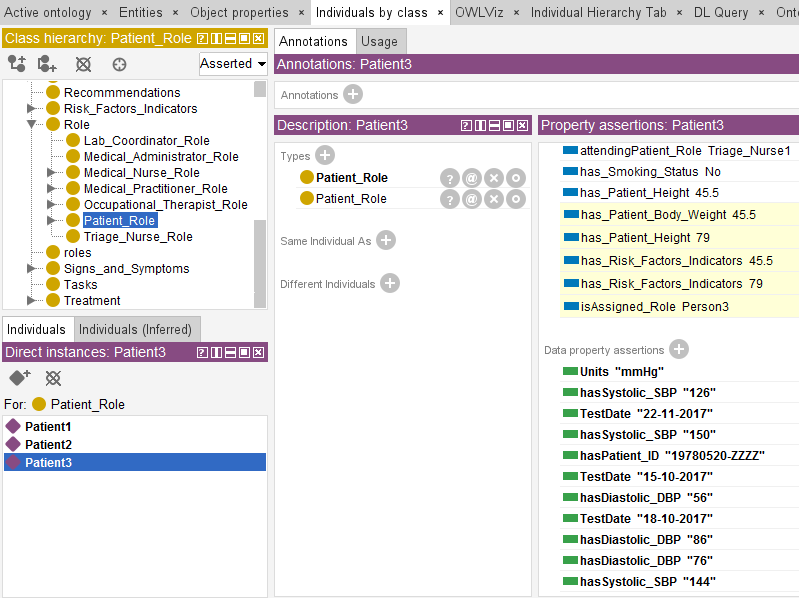 Active ontology × Entities × Object properties × Individuals by class × OWLViz × Individual Hierarchy Tab × DL Query × Onto
Class hierarchy: Patient_Role
Asserted
Recommmendations
Risk_Factors_Indicators
Role
Lab_Coordinator_Role
Medical_Administrator_Role
Medical_Nurse_Role
Medical_Practitioner_Role
Occupational_Therapist_Role
Patient_Role
Triage_Nurse_Role
roles
Signs_and_Symptoms
Tasks
Treatment
Individuals Individuals (Inferred)
Direct instances: Patient3
For: Patient_Role
Patient1
Patient2
Patient3
Annotations Usage
Annotations: Patient3
Annotations
Description: Patient3
Types
Patient_Role
Patient_Role
Same Individual As
Different Individuals
Property assertions: Patient3
attendingPatient_Role Triage_Nurse1
has_Smoking_Status No
has_Patient_Height 45.5
has_Patient_Body_Weight 45.5
has_Patient_Height 79
has_Risk_Factors_Indicators 45.5
has_Risk_Factors_Indicators 79
isAssigned_Role Person3
Data property assertions
Units "mmHg"
hasSystolic_SBP "126"
TestDate "22-11-2017"
hasSystolic_SBP "150"
hasPatient_ID "19780520-ZZZZ"
TestDate "15-10-2017"
hasDiastolic_DBP "56"
TestDate "18-10-2017"
hasDiastolic_DBP "86"
hasDiastolic_DBP "76"
hasSystolic_SBP "144"